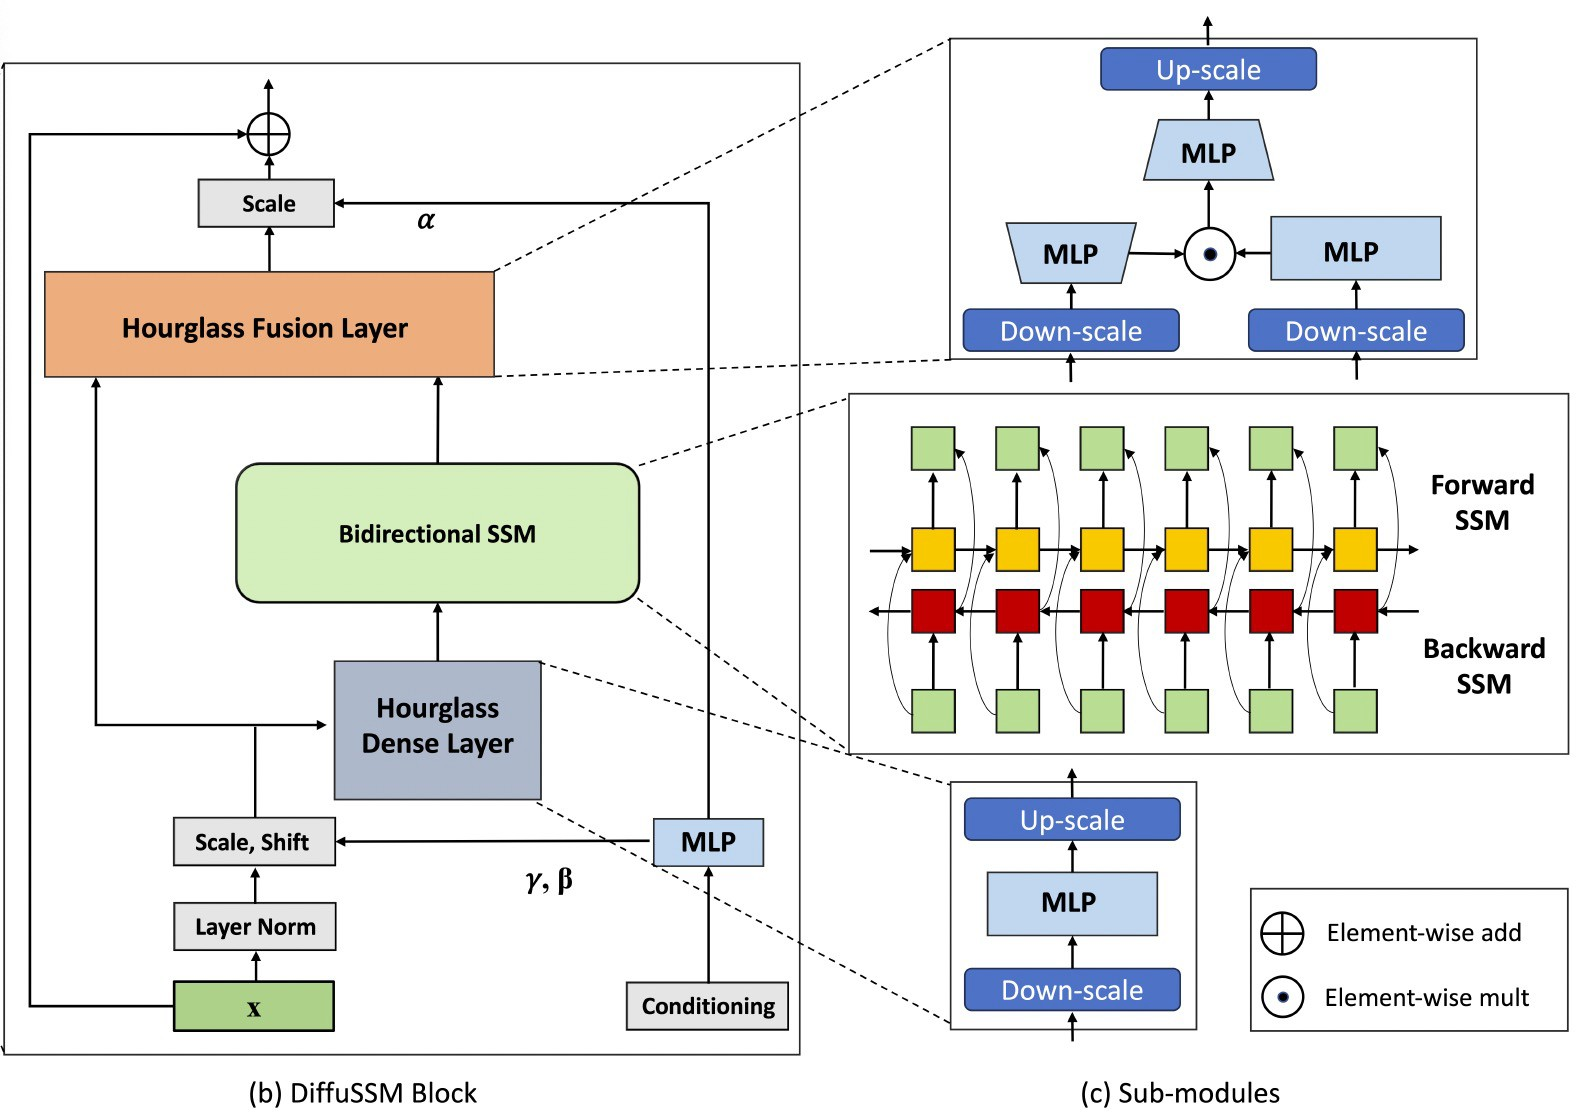 Scale
α
Hourglass Fusion Layer
Bidirectional SSM
Hourglass
Dense Layer
Scale, Shift
MLP
γ, β
Layer Norm
x
Conditioning
(b) DiffuSSM Block
Up-scale
MLP
MLP
MLP
Down-scale
Down-scale
Forward
SSM
Backward
SSM
Up-scale
MLP
Down-scale
Element-wise add
Element-wise mult
(c) Sub-modules